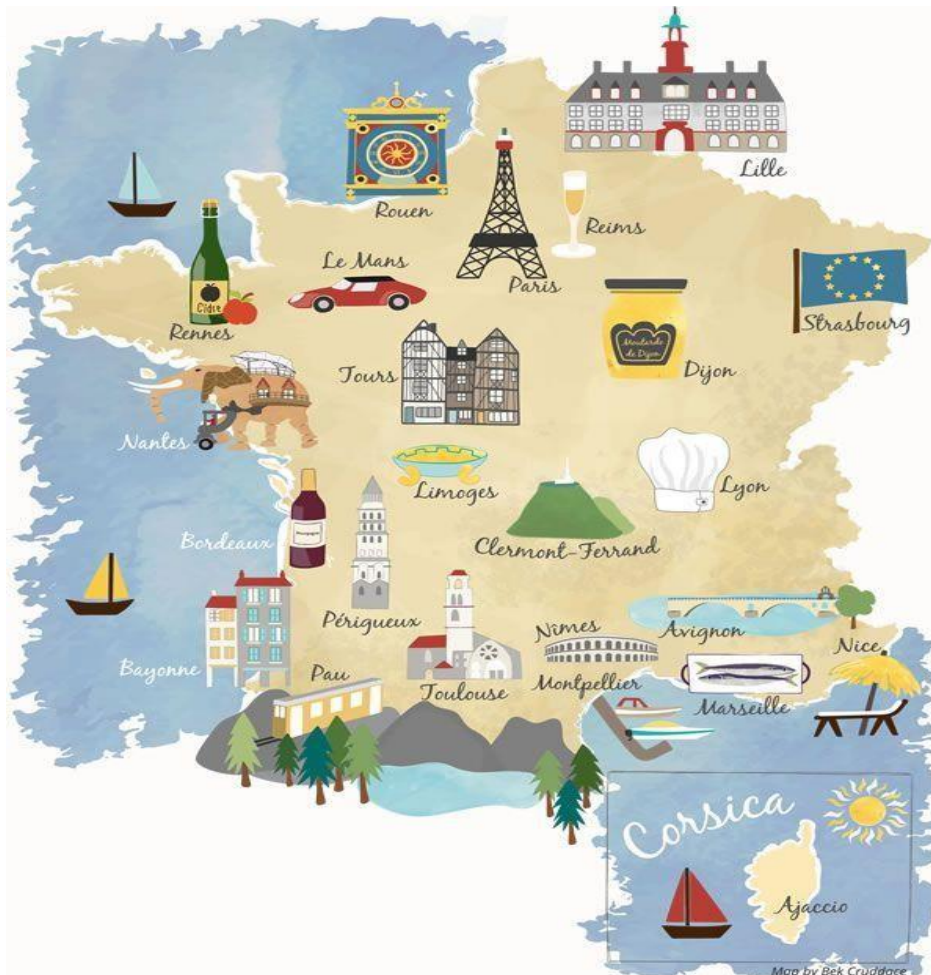 Lille
Rouen
Reims
Paris
Le Mans
Cidre
Rennes
Strasbourg
Moutarde
de Dijon
Dijon
Tours
Nantes
Limoges
Lyon
Clermont-Ferrand
Bordeaux
Périgueux
Avignon
Nîmes
Nice
Bayonne
Pau
Toulouse
Montpellier
Marseille
Corsica
Ajaccio
Map by Bek Cruddace